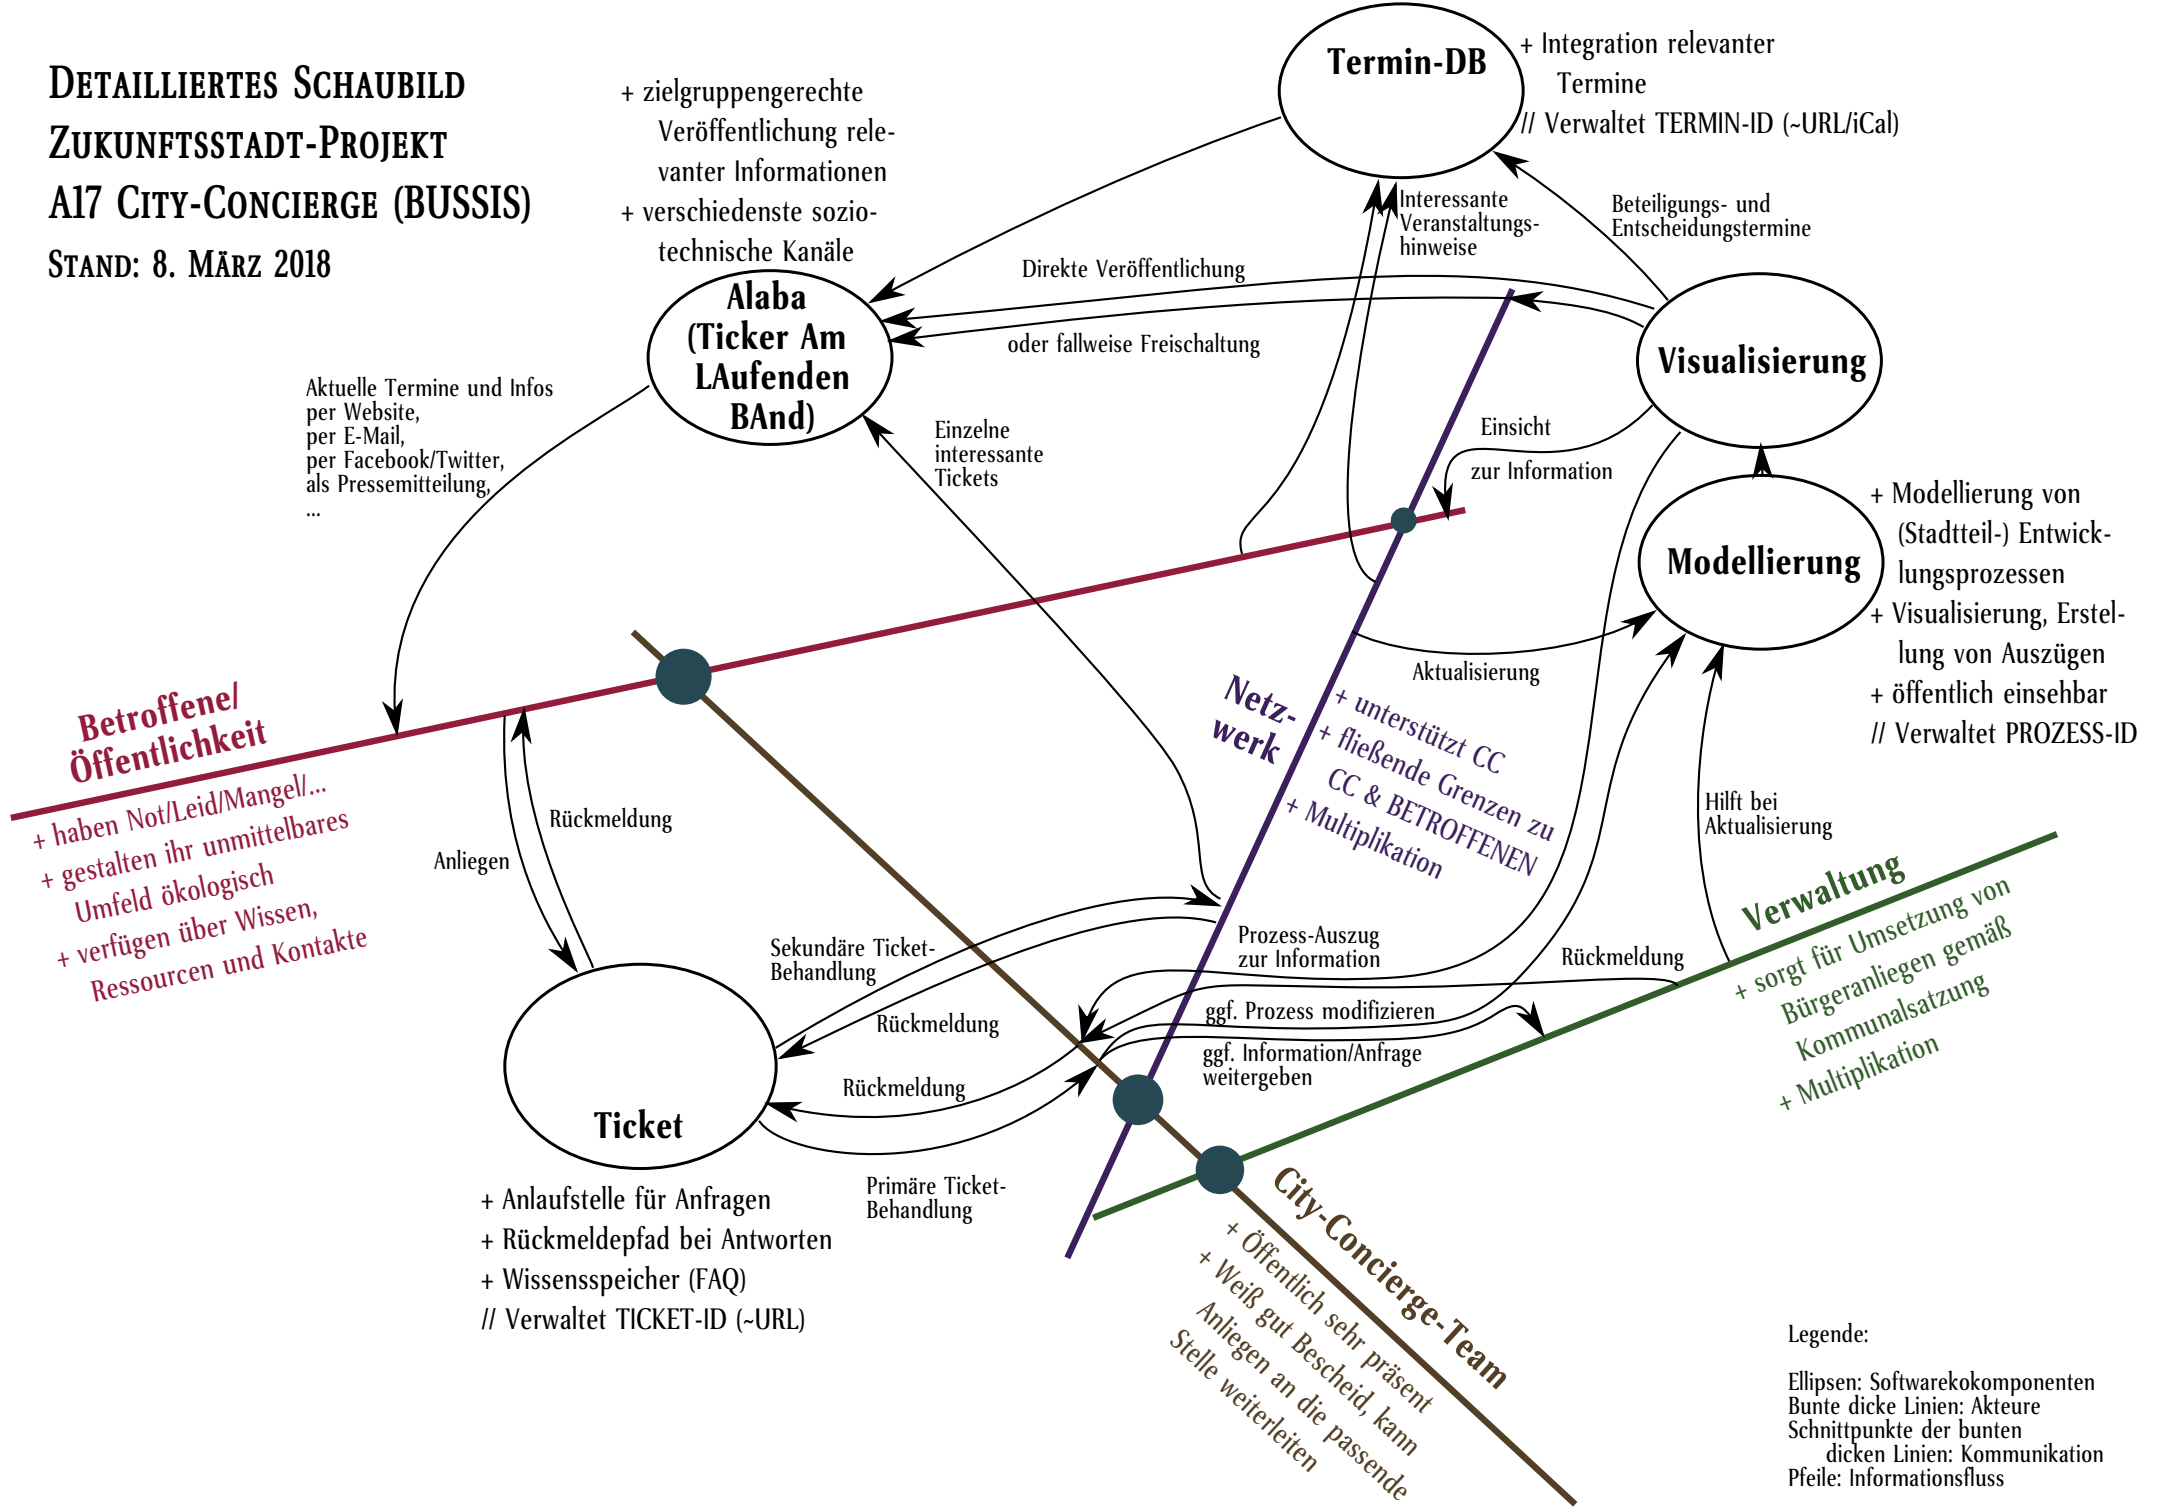 Detailliertes Schaubild
Zukunftsstadt-Projekt
A17 City-Concierge (BUSSIS)
Stand: 8. März 2018
+ zielgruppengerechte
Veröffentlichung rele-
vanter Informationen
+ verschiedenste sozio-
technische Kanäle
Alaba
(Ticker Am
LAufenden
BAnd)
Termin-DB
+ Integration relevanter
Termine
// Verwaltet TERMIN-ID (~URL/iCal)
Interessante
Veranstaltungs-
hinweise
Beteiligungs- und
Entscheidungstermine
Direkte Veröffentlichung
oder fallweise Freischaltung
Visualisierung
Aktuelle Termine und Infos
per Website,
per E-Mail,
per Facebook/Twitter,
als Pressemitteilung,
...
Einzelne
interessante
Tickets
Einsicht
zur Information
Modellierung
+ Modellierung von
(Stadtteil-) Entwick-
lungsprozessen
+ Visualisierung, Erstel-
lung von Auszügen
+ öffentlich einsehbar
// Verwaltet PROZESS-ID
Aktualisierung
Betroffene/
Öffentlichkeit
+ haben Not/Leid/Mangel/...
+ gestalten ihr unmittelbares
Umfeld ökologisch
+ verfügen über Wissen,
Ressourcen und Kontakte
Netz-
werk
+ unterstützt CC
+ fließende Grenzen zu
CC & BETROFFENEN
+ Multiplikation
Anliegen
Rückmeldung
Hilft bei
Aktualisierung
Verwaltung
+ sorgt für Umsetzung von
Bürgeranliegen gemäß
Kommunalsatzung
+ Multiplikation
Sekundäre Ticket-
Behandlung
Rückmeldung
Prozess-Auszug
zur Information
Rückmeldung
ggf. Prozess modifizieren
ggf. Information/Anfrage
weitergeben
Rückmeldung
Primäre Ticket-
Behandlung
Ticket
+ Anlaufstelle für Anfragen
+ Rückmeldepfad bei Antworten
+ Wissensspeicher (FAQ)
// Verwaltet TICKET-ID (~URL)
City-Concierge-Team
+ Öffentlich sehr präsent
+ Weiß gut Bescheid, kann
Anliegen an die passende
Stelle weiterleiten
Legende:
Ellipsen: Softwarekokomponenten
Bunte dicke Linien: Akteure
Schnittpunkte der bunten
dicken Linien: Kommunikation
Pfeile: Informationsfluss